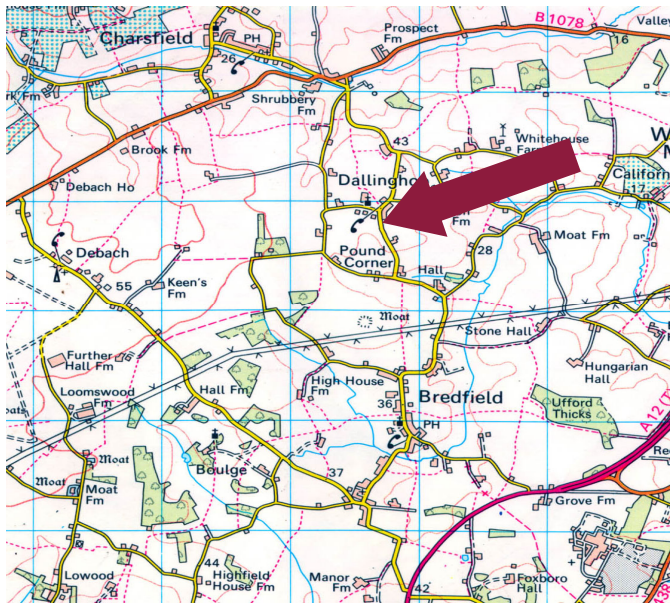 B 1078
Valley
Prospect
Fm
16
Charsfield
PH
26
Shrubbery
Fm
Fm
43
Whitehouse
Brook Fm
California
17
Debach Ho
Dallingho
Fm
Moat Fm
Debach
Pound
Corner
Hall
28
Keen's
Fm
55
Moat
Stone Hall
Further
Hall Fm
Hungarian
Hall
Loomswood
Fm
Hall Fm
High House
Fm
Bredfield
36
Ufford
Thicks
A12(T)
PH
Boulge
Moat
Moat
Moat
Fm
37
Grove Fm
44
Lowood
Highfield
House Fm
Manor
Fm
42
Foxboro
Hall